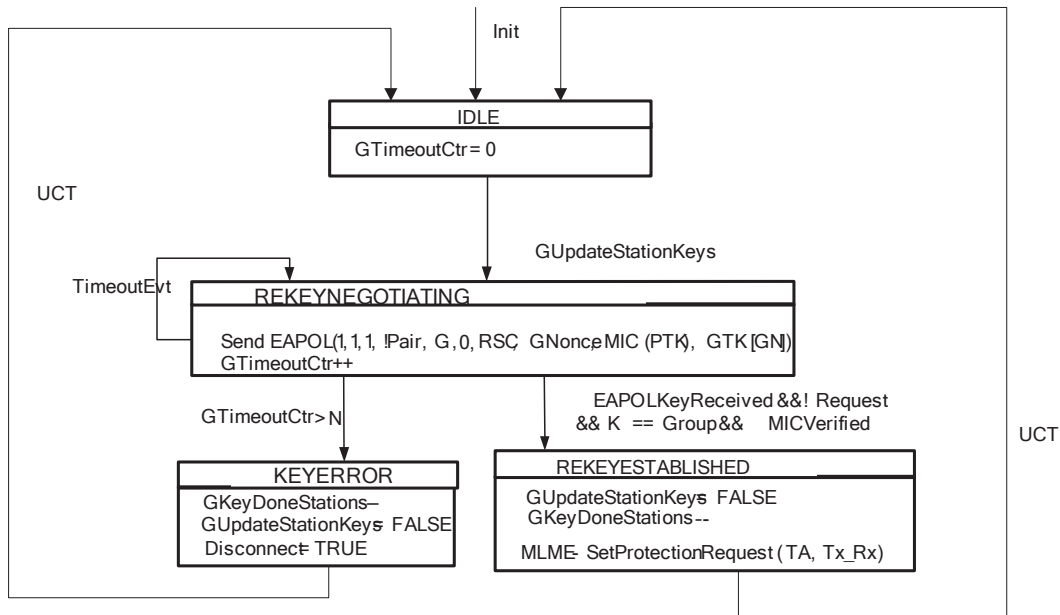 Init
IDLE
GTimeoutCtr = 0
UCT
GUpdateStationKeys
TimeoutEvt
REKEYNEGOTIATING
Send EAPOL(1,1,1, !Pair, G,0, RSC, GNonce, MIC (PTK), GTK [GN])
GTimeoutCtr++
EAPOLKeyReceived &&! Request
&& K == Group&& MICVerified
GTimeoutCtr>N
UCT
KEYERROR
GKeyDoneStations–
GUpdateStationKeys= FALSE
Disconnect= TRUE
REKEYESTABLISHED
GUpdateStationKeys= FALSE
GKeyDoneStations--
MLME- SetProtectionRequest (TA, Tx_Rx)